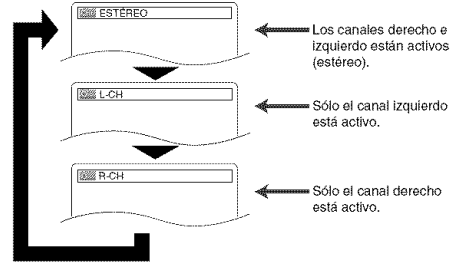 ESTÉREO
Los canales derecho e
izquierdo están activos
(estéreo).
L-CH
Sólo el canal izquierdo
está activo.
R-CH
Sólo el canal derecho
está activo.